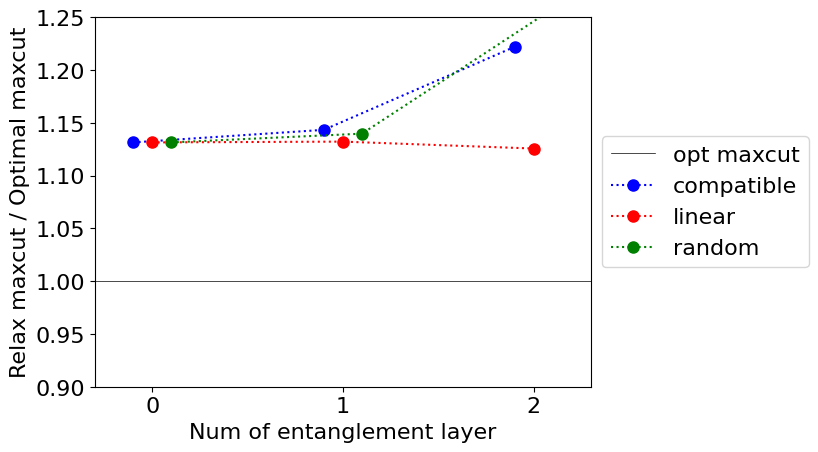 Relax maxcut / Optimal maxcut
1.25
1.20
1.15
1.10
1.05
1.00
0.95
0.90
0
1
2
Num of entanglement layer
opt maxcut
compatible
linear
random